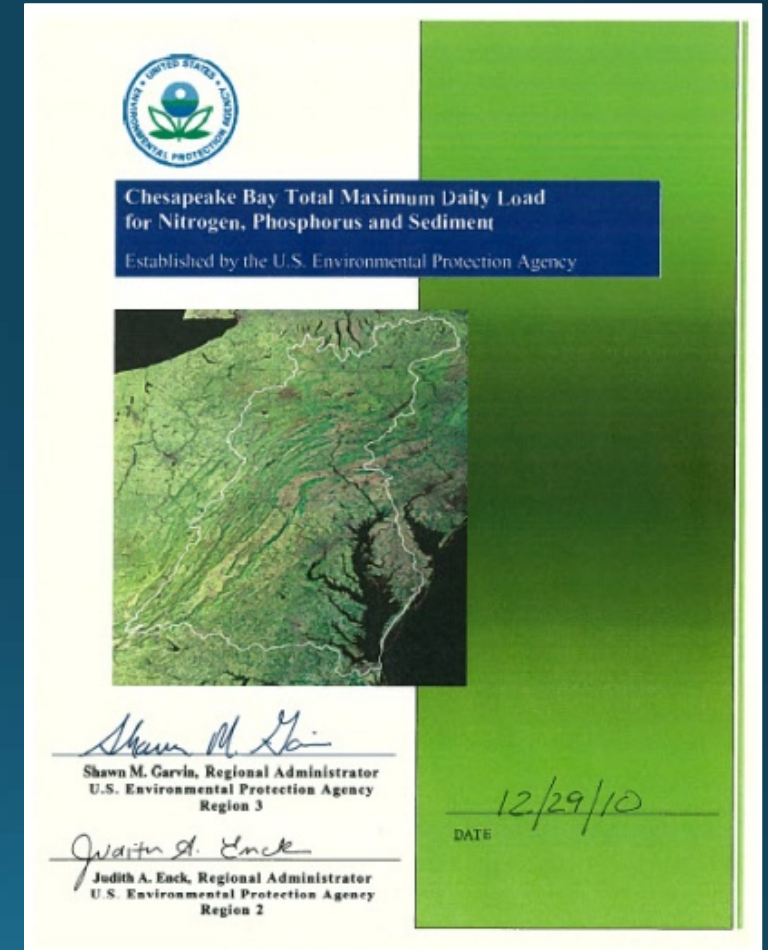 UNITED STATES
ENVIRONMENTAL PROTECTION AGENCY
Chesapeake Bay Total Maximum Daily Load
for Nitrogen, Phosphorus and Sediment
Established by the U.S. Environmental Protection Agency
Shawn M. Garvin, Regional Administrator
U.S. Environmental Protection Agency
Region 3
12/29/10
DATE
Judith A. Enck
Judith A. Enck, Regional Administrator
U.S. Environmental Protection Agency
Region 2